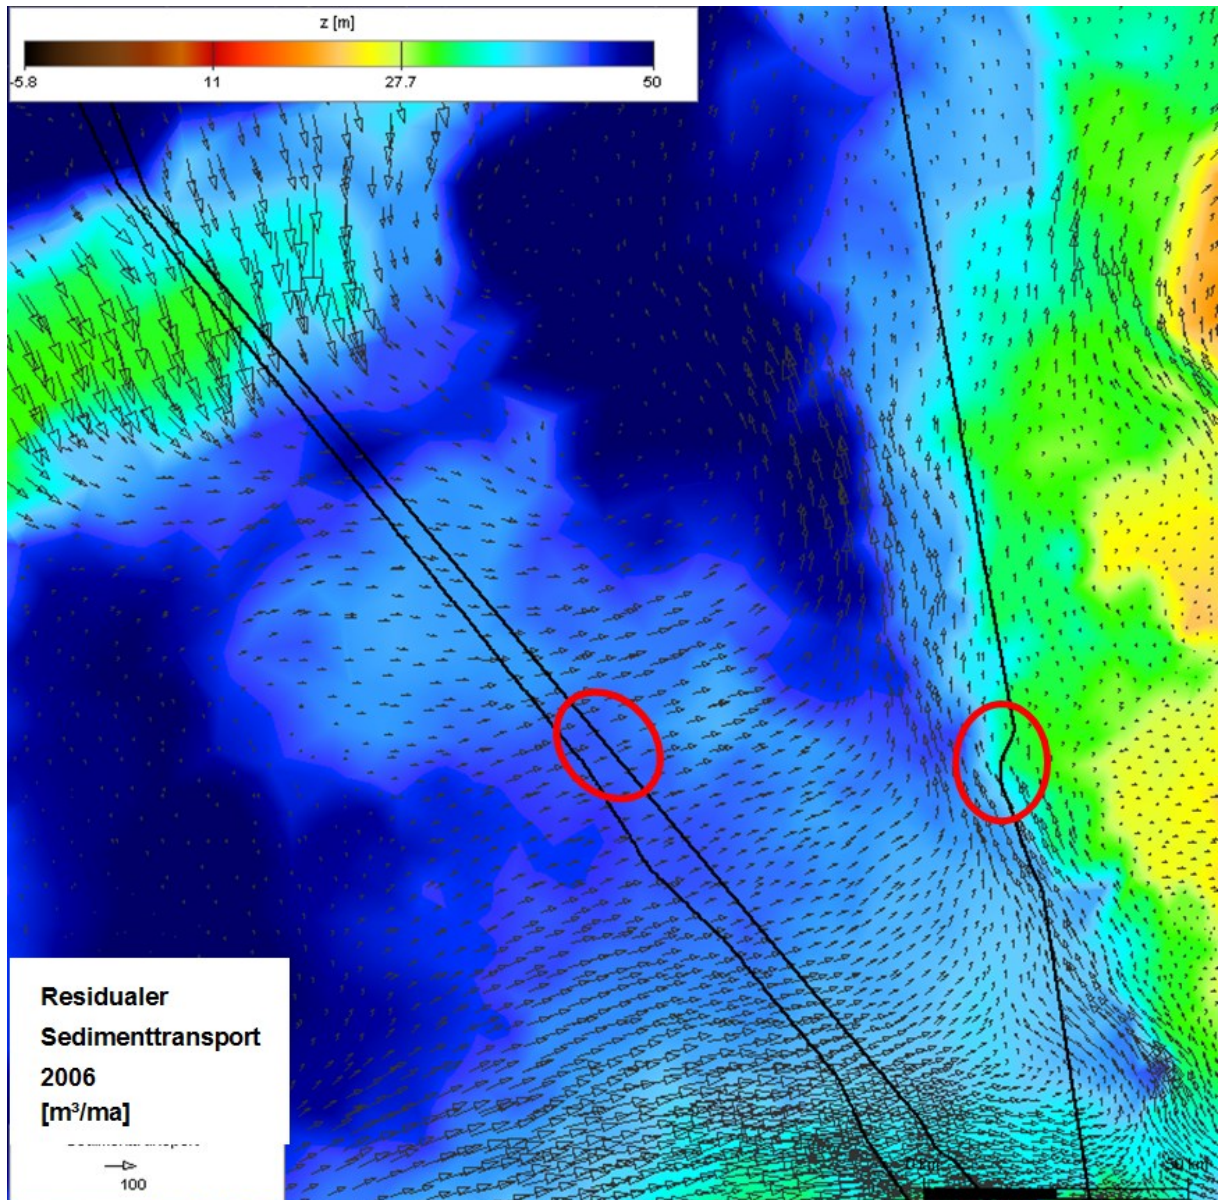 z [m]
-5.8 11 27.7 50
Residualer
Sedimenttransport
2006
[m³/ma]
100